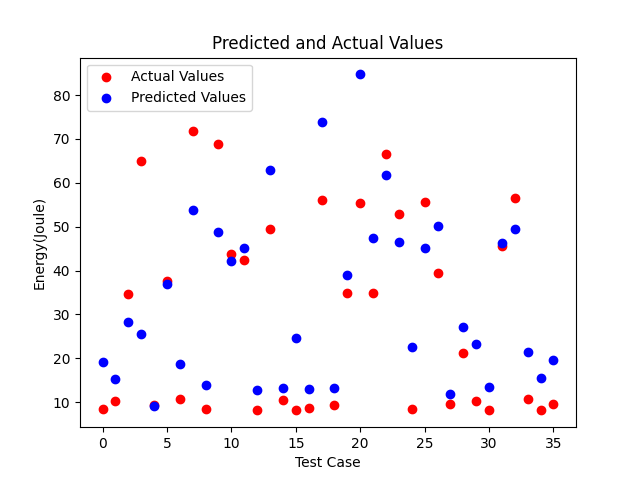 Predicted and Actual Values
Actual Values
Predicted Values
Energy(Joule)
80
70
60
50
40
30
20
10
0 5 10 15 20 25 30 35
Test Case